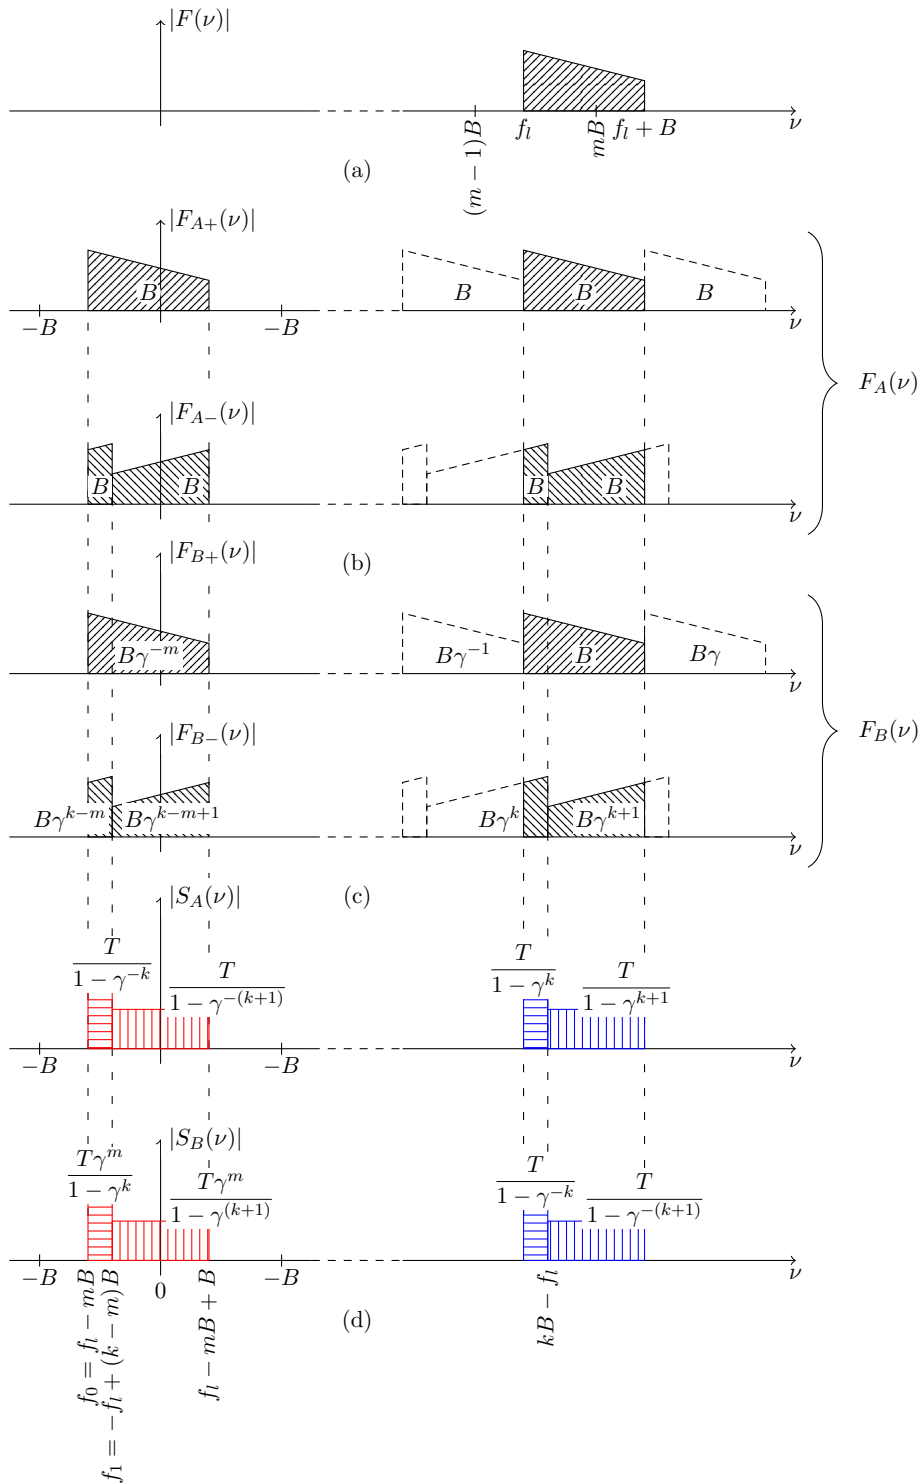 |F(ν)|
(m − 1)B
f_l
mB
f_l + B
ν
(a)
|F_{A+}(ν)|
B
B
B
B
−B
−B
ν
|F_{A−}(ν)|
F_A(ν)
B
B
B
B
ν
|F_{B+}(ν)|
(b)
Bγ^{−m}
Bγ^{−1}
B
Bγ
ν
|F_{B−}(ν)|
F_B(ν)
Bγ^{k−m}
Bγ^{k−m+1}
Bγ^k
Bγ^{k+1}
ν
|S_A(ν)|
(c)
T
1 − γ^{−k}
T
1 − γ^{−(k+1)}
T
1 − γ^k
T
1 − γ^{k+1}
−B
−B
ν
|S_B(ν)|
Tγ^m
1 − γ^k
Tγ^m
1 − γ^{(k+1)}
T
1 − γ^{−k}
T
1 − γ^{−(k+1)}
−B
0
−B
ν
f_0 = f_l − mB
f_1 = −f_l + (k − m)B
f_l − mB + B
kB − f_l
(d)